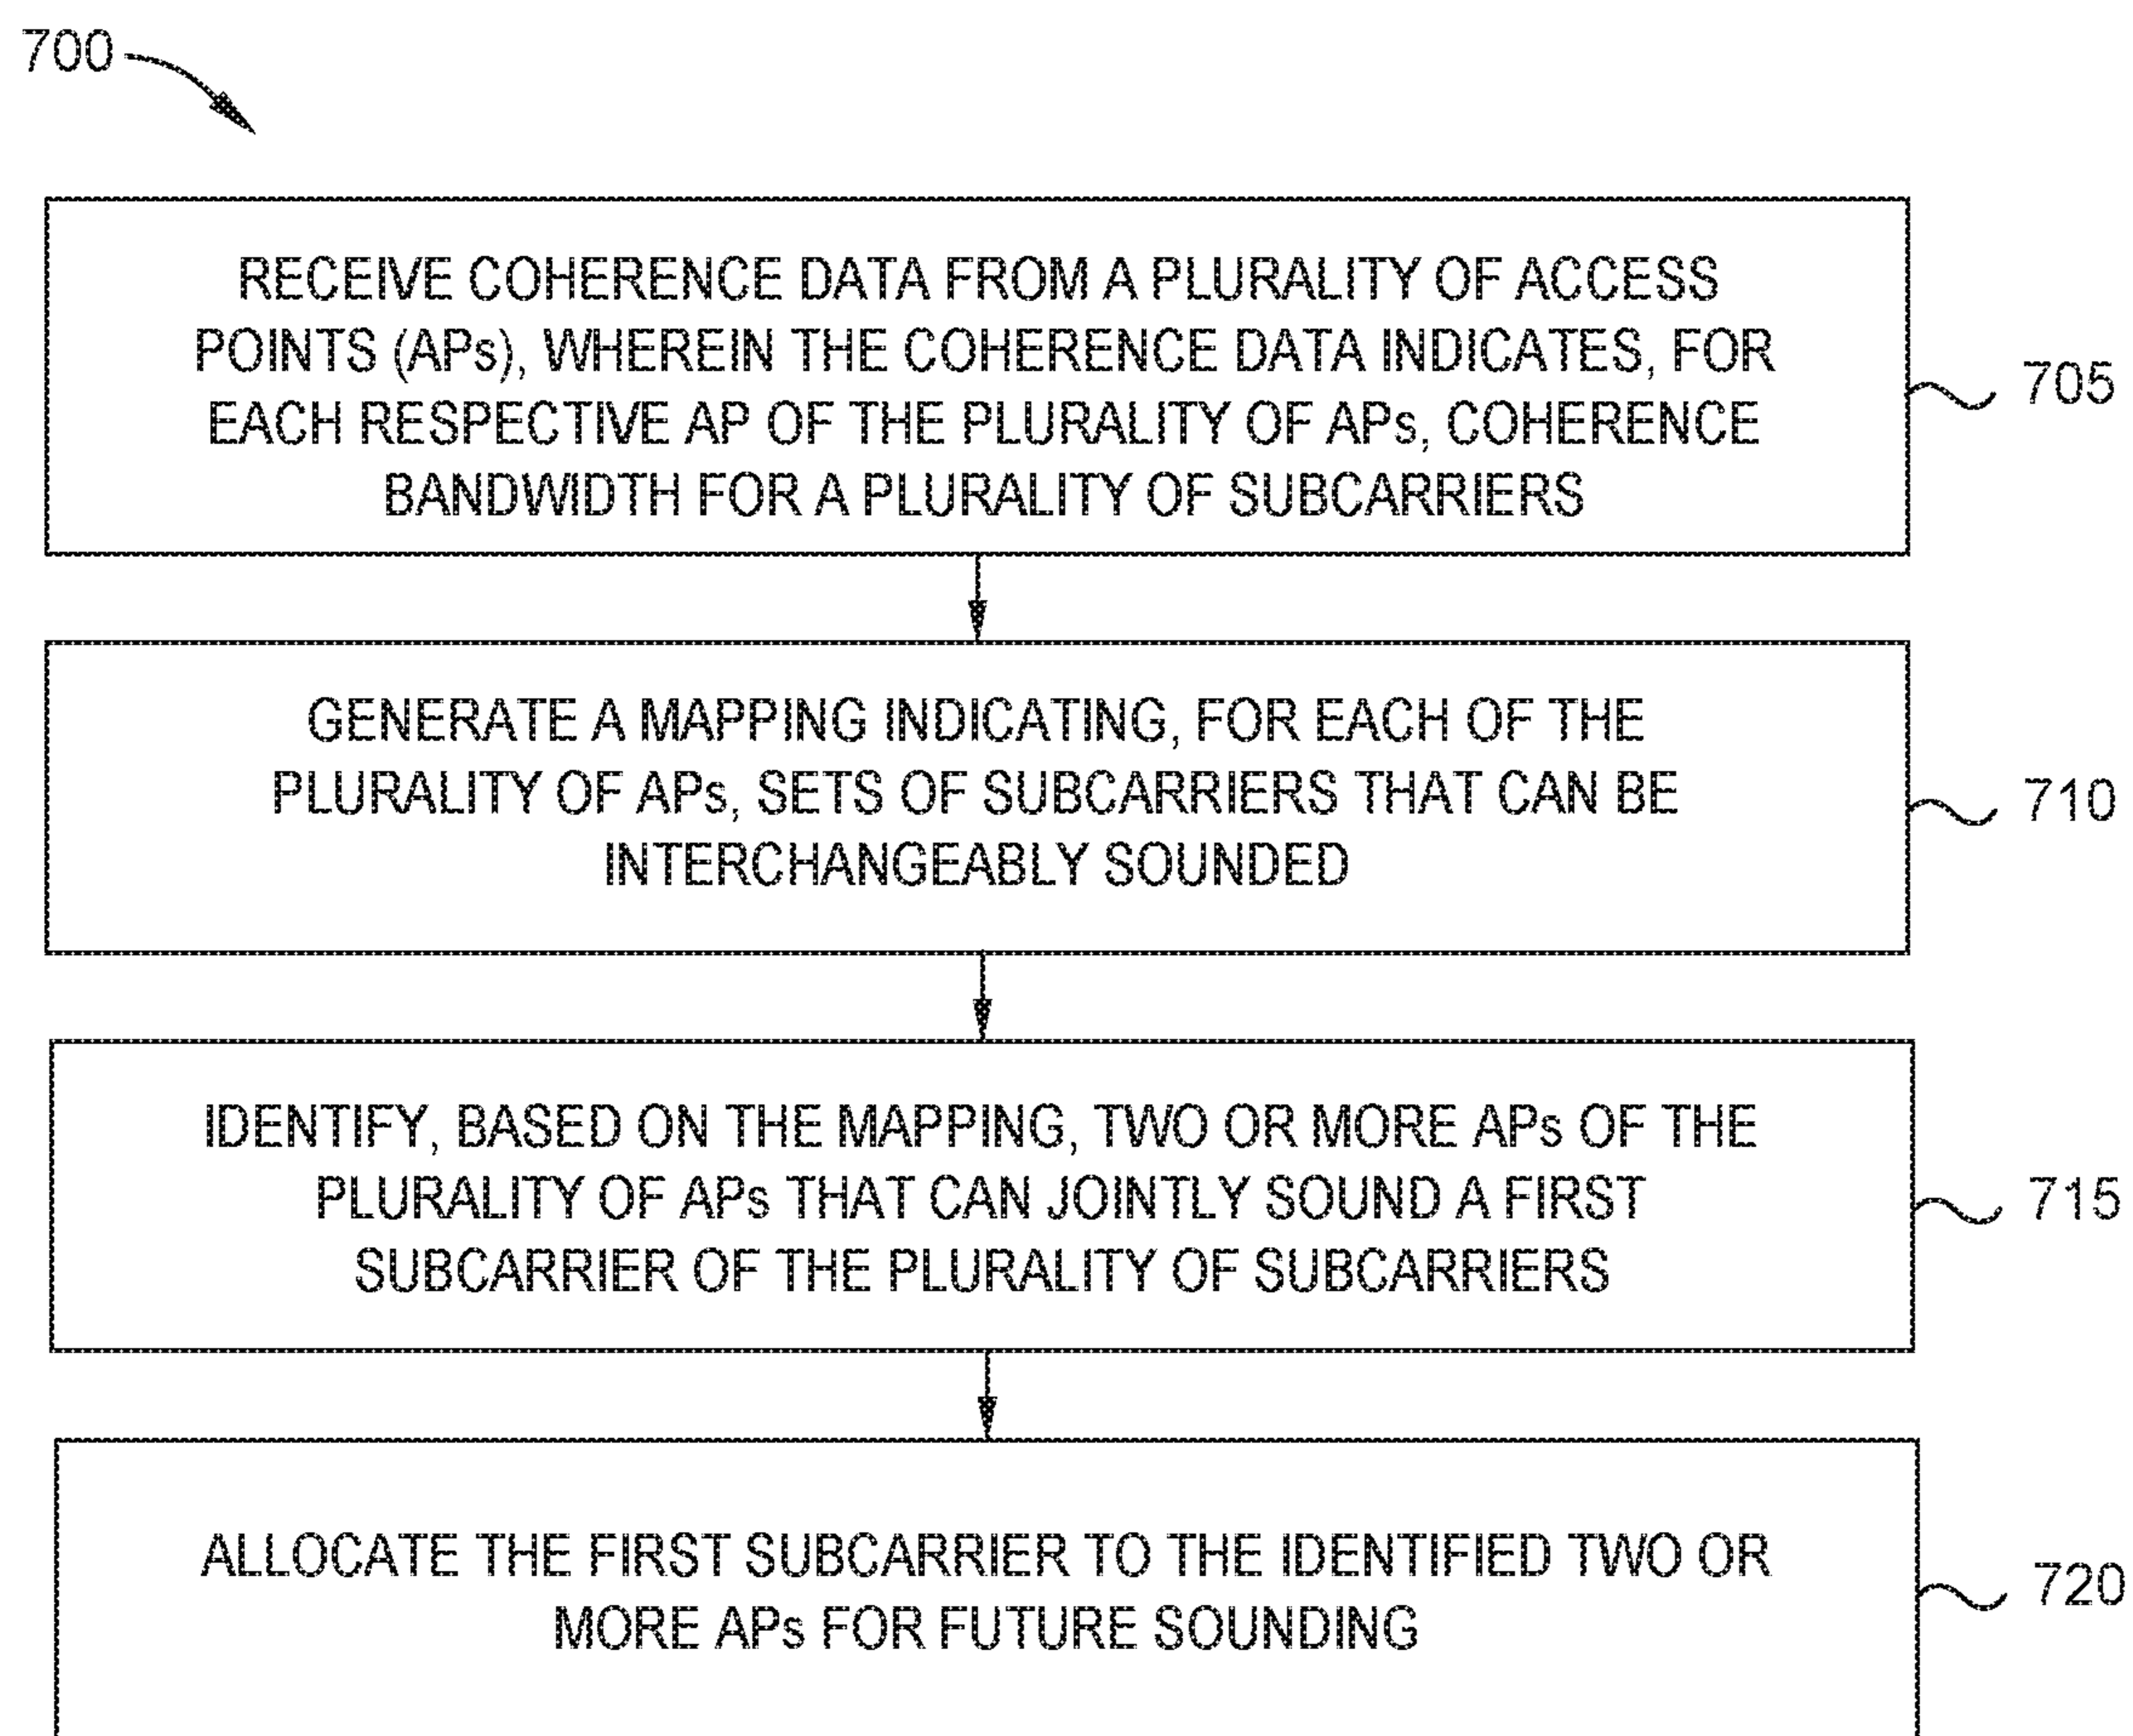 700
RECEIVE COHERENCE DATA FROM A PLURALITY OF ACCESS
POINTS (APs), WHEREIN THE COHERENCE DATA INDICATES, FOR
EACH RESPECTIVE AP OF THE PLURALITY OF APs, COHERENCE
BANDWIDTH FOR A PLURALITY OF SUBCARRIERS
705
GENERATE A MAPPING INDICATING, FOR EACH OF THE
PLURALITY OF APs, SETS OF SUBCARRIERS THAT CAN BE
INTERCHANGEABLY SOUNDED
710
IDENTIFY, BASED ON THE MAPPING, TWO OR MORE APs OF THE
PLURALITY OF APs THAT CAN JOINTLY SOUND A FIRST
SUBCARRIER OF THE PLURALITY OF SUBCARRIERS
715
ALLOCATE THE FIRST SUBCARRIER TO THE IDENTIFIED TWO OR
MORE APs FOR FUTURE SOUNDING
720